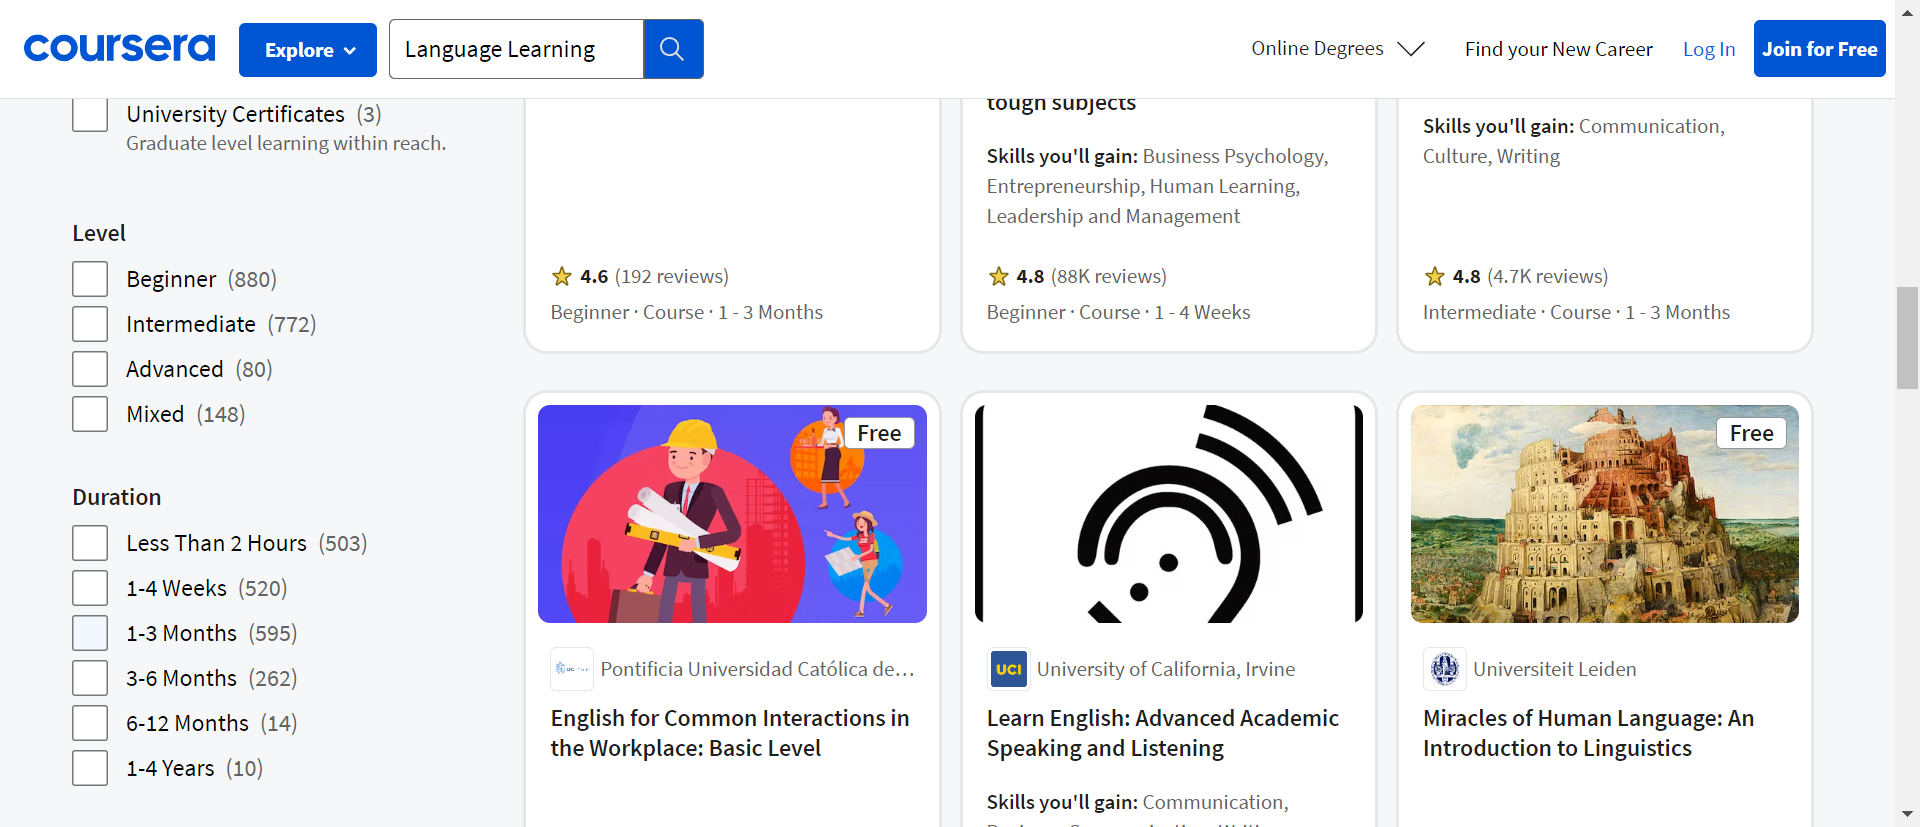 coursera
Explore
Language Learning
Online Degrees
Find your New Career
Log In
Join for Free
University Certificates (3)
Graduate level learning within reach.
Level
Beginner (880)
Intermediate (772)
Advanced (80)
Mixed (148)
Duration
Less Than 2 Hours (503)
1-4 Weeks (520)
1-3 Months (595)
3-6 Months (262)
6-12 Months (14)
1-4 Years (10)
4.6 (192 reviews)
Beginner · Course · 1 - 3 Months
tough subjects
Skills you'll gain: Business Psychology,
Entrepreneurship, Human Learning,
Leadership and Management
4.8 (88K reviews)
Beginner · Course · 1 - 4 Weeks
Skills you'll gain: Communication,
Culture, Writing
4.8 (4.7K reviews)
Intermediate · Course · 1 - 3 Months
Free
Pontificia Universidad Católica de...
English for Common Interactions in
the Workplace: Basic Level
UCI
University of California, Irvine
Learn English: Advanced Academic
Speaking and Listening
Skills you'll gain: Communication,
Free
Universiteit Leiden
Miracles of Human Language: An
Introduction to Linguistics